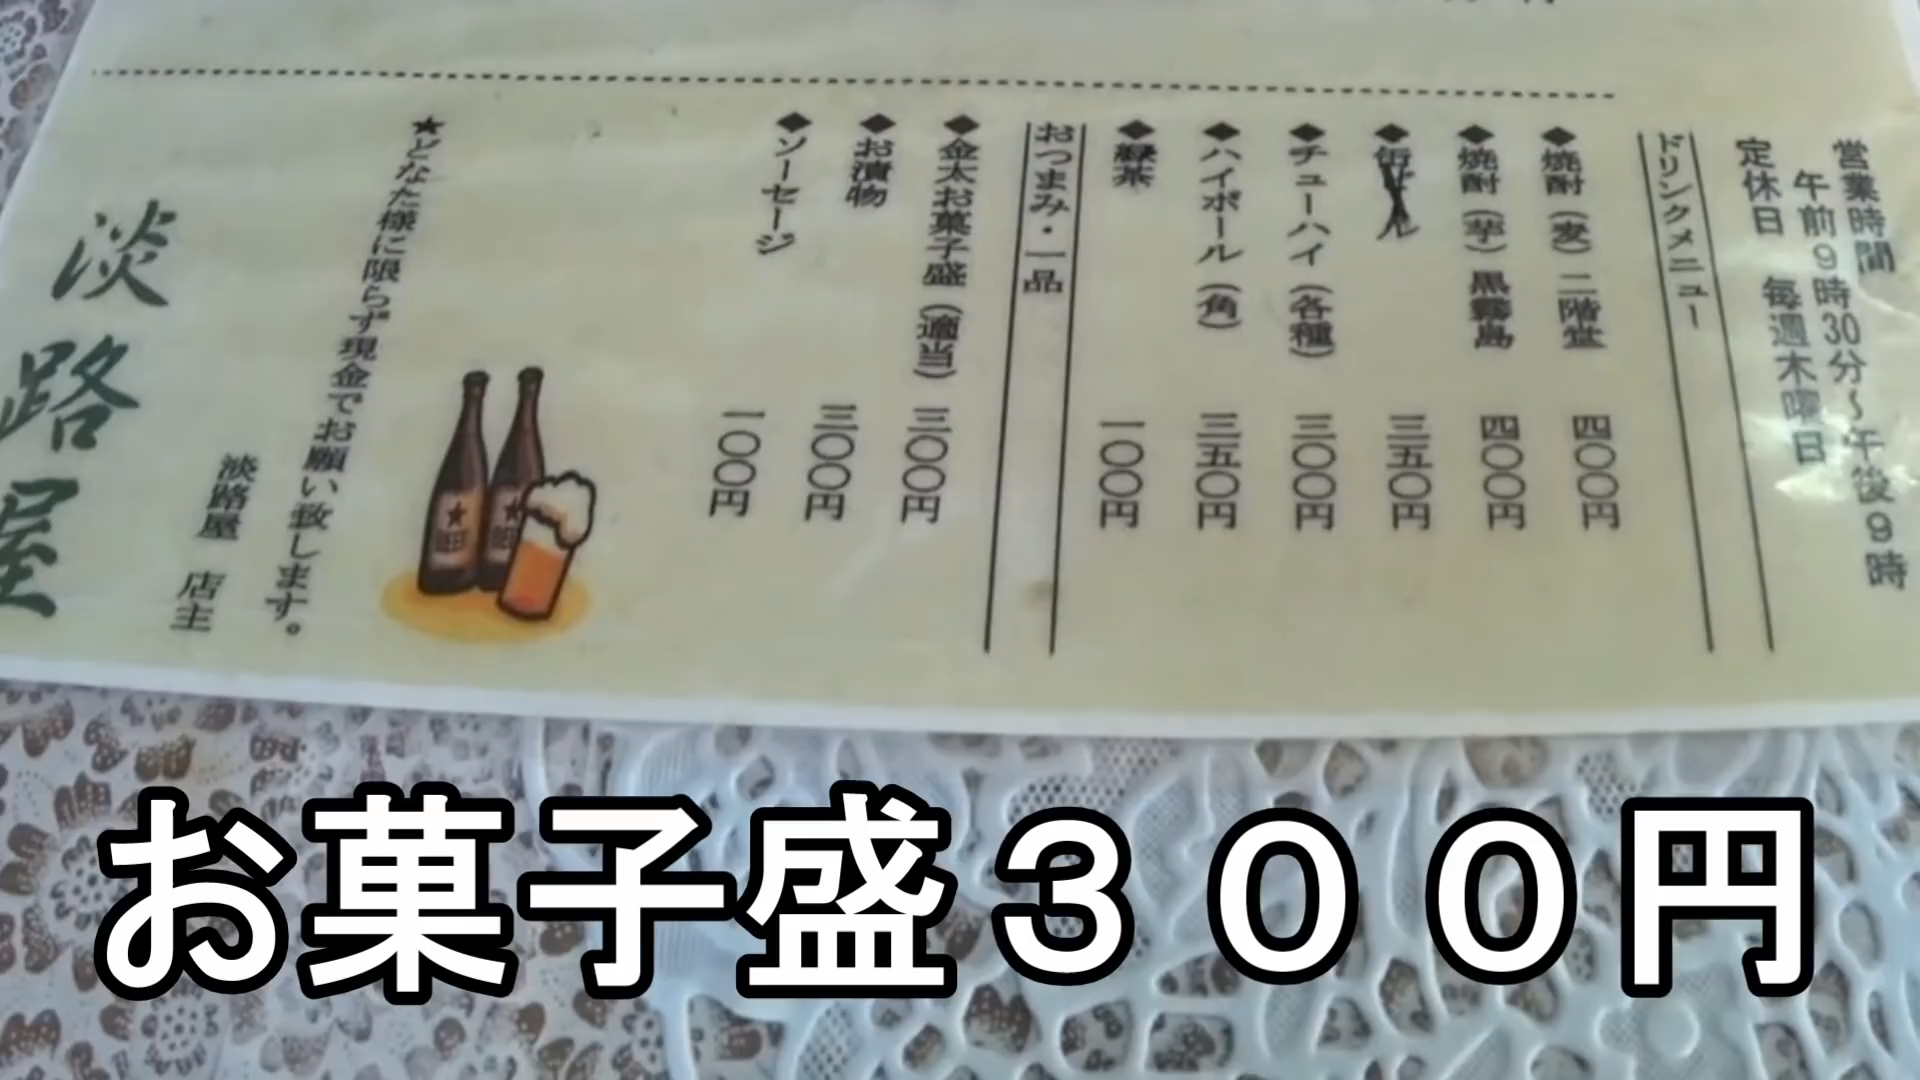 営業時間
午前9時30分～午後9時
定休日 毎週木曜日
ドリンクメニュー
◆焼酎（麦）二階堂 四〇〇円
◆焼酎（芋）黒霧島 四〇〇円
◆缶 三五〇円
◆チューハイ（各種） 三〇〇円
◆ハイボール（角） 三五〇円
◆緑茶 一〇〇円
おつまみ・一品
◆金太お菓子盛（適当） 三〇〇円
◆お漬物 三〇〇円
◆ソーセージ 一〇〇円
BEER
★どなた様に限らず現金でお願い致します。
淡路屋 店主
淡路屋
お菓子盛３００円